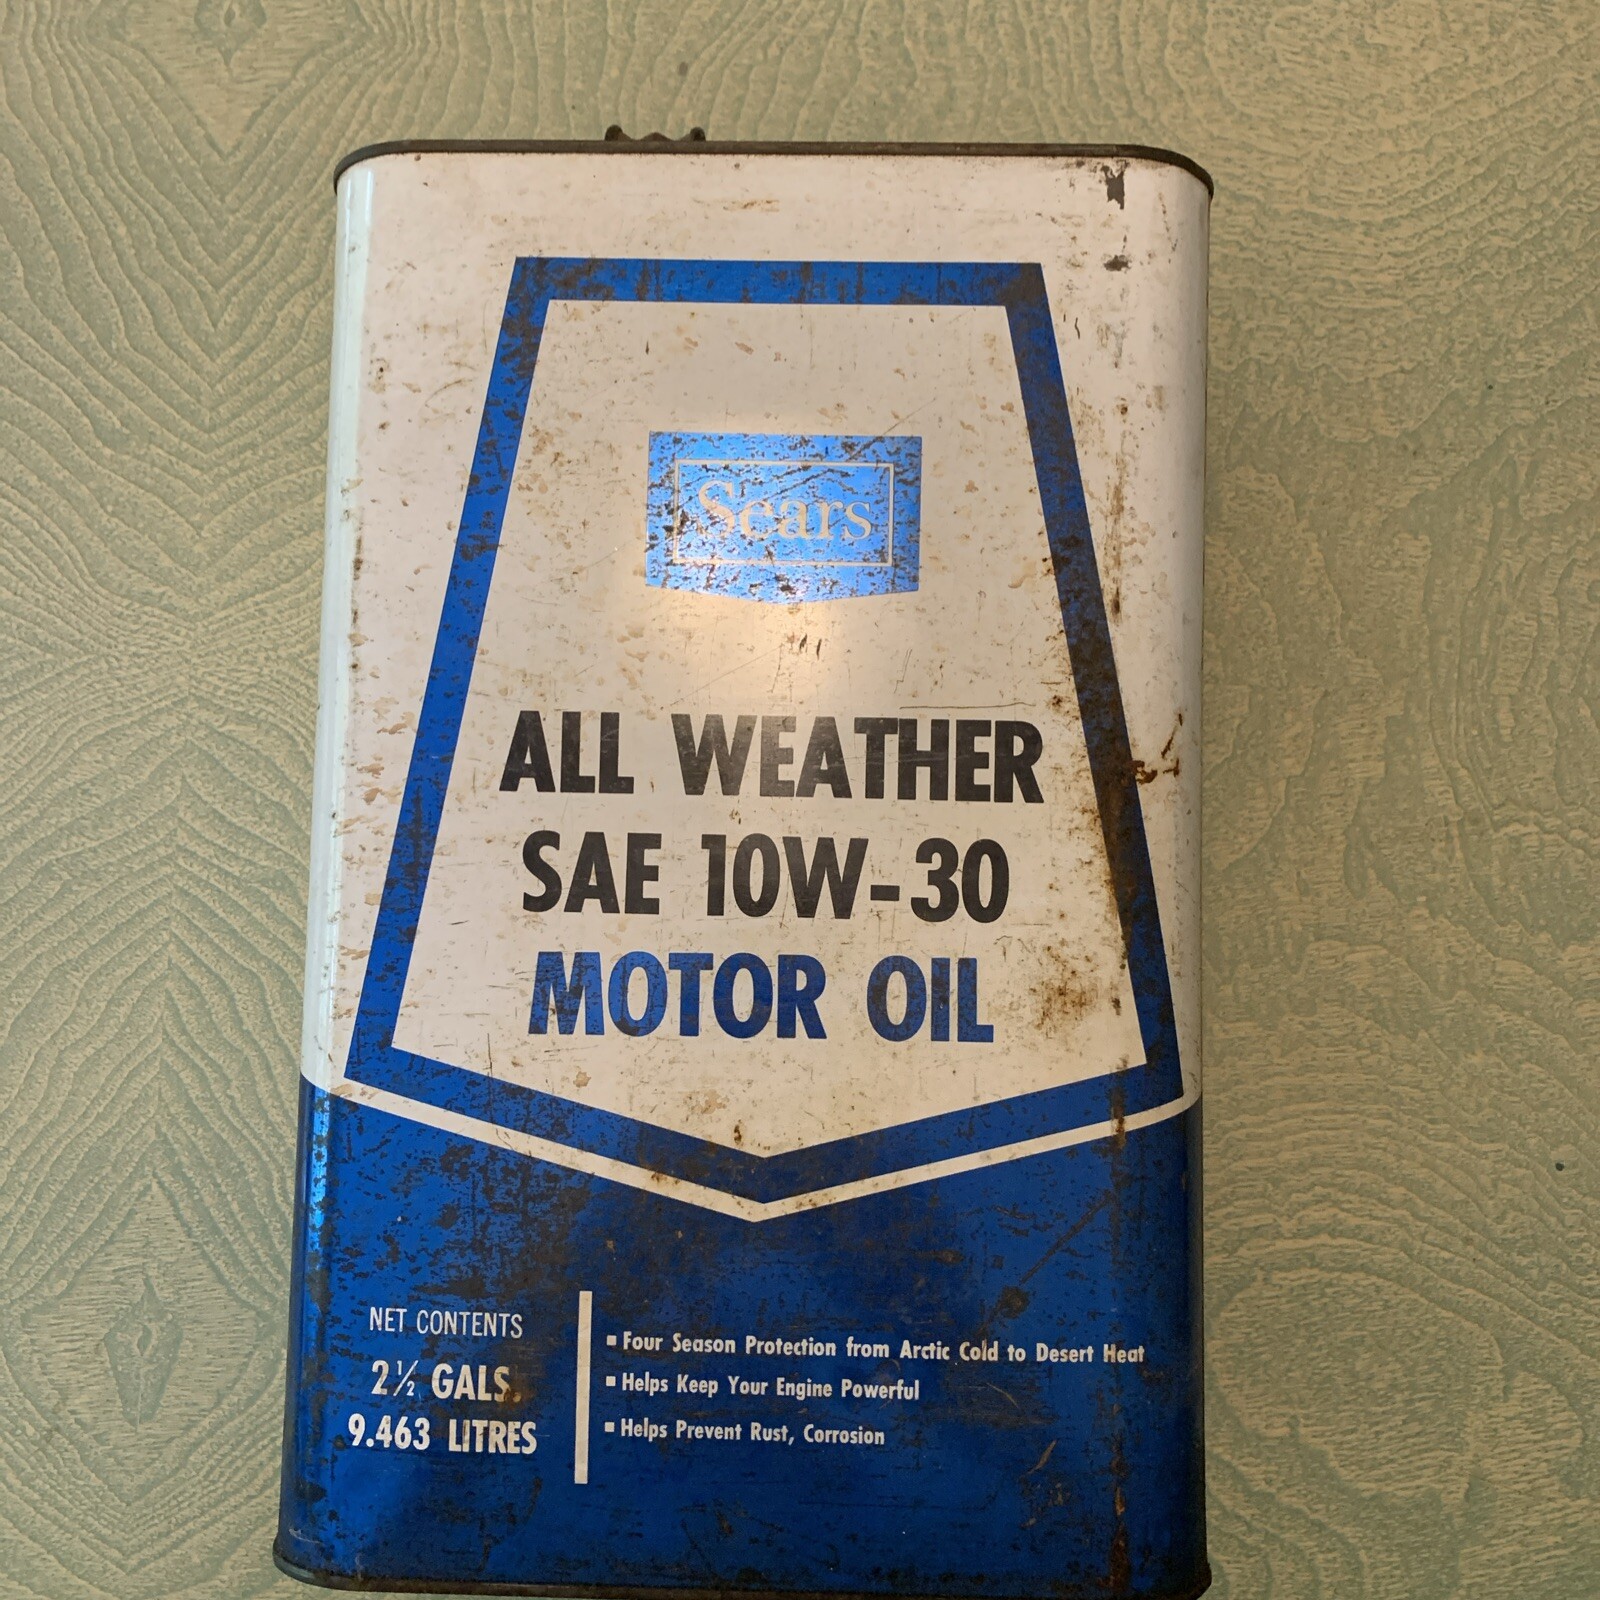 Sears
ALL WEATHER
SAE 10W-30
MOTOR OIL
NET CONTENTS
2½ GALS.
9.463 LITRES
▪ Four Season Protection from Arctic Cold to Desert Heat
▪ Helps Keep Your Engine Powerful
▪ Helps Prevent Rust, Corrosion